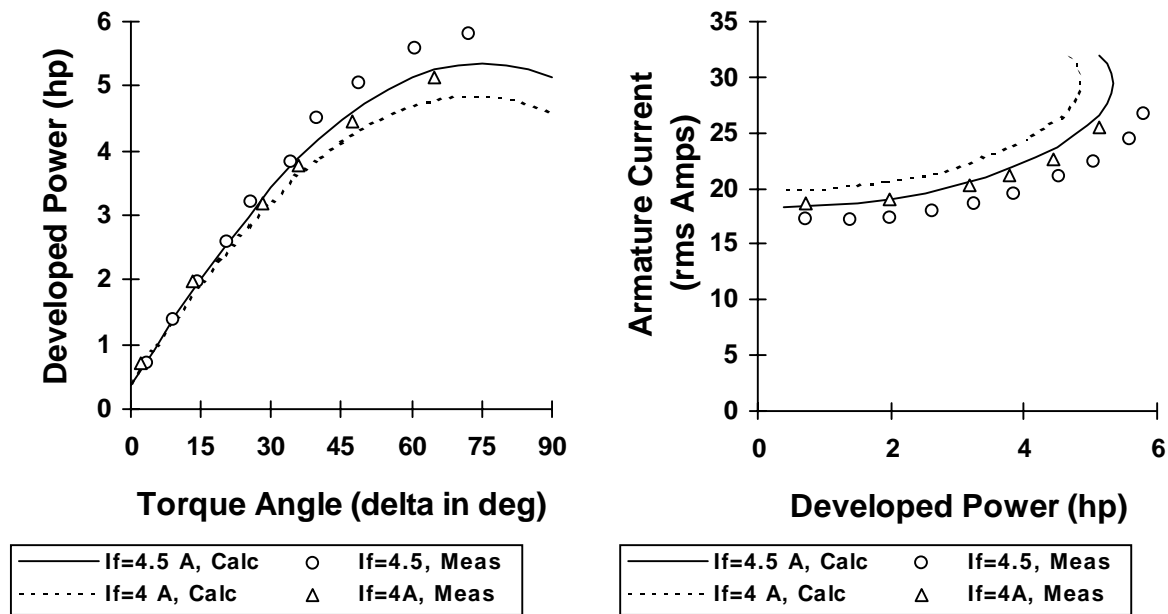 Developed Power (hp)
6
5
4
3
2
1
0
0 15 30 45 60 75 90
Torque Angle (delta in deg)
If=4.5 A, Calc If=4.5, Meas
If=4 A, Calc If=4A, Meas
Armature Current
(rms Amps)
35
30
25
20
15
10
0 2 4 6
Developed Power (hp)
If=4.5 A, Calc If=4.5, Meas
If=4 A, Calc If=4A, Meas